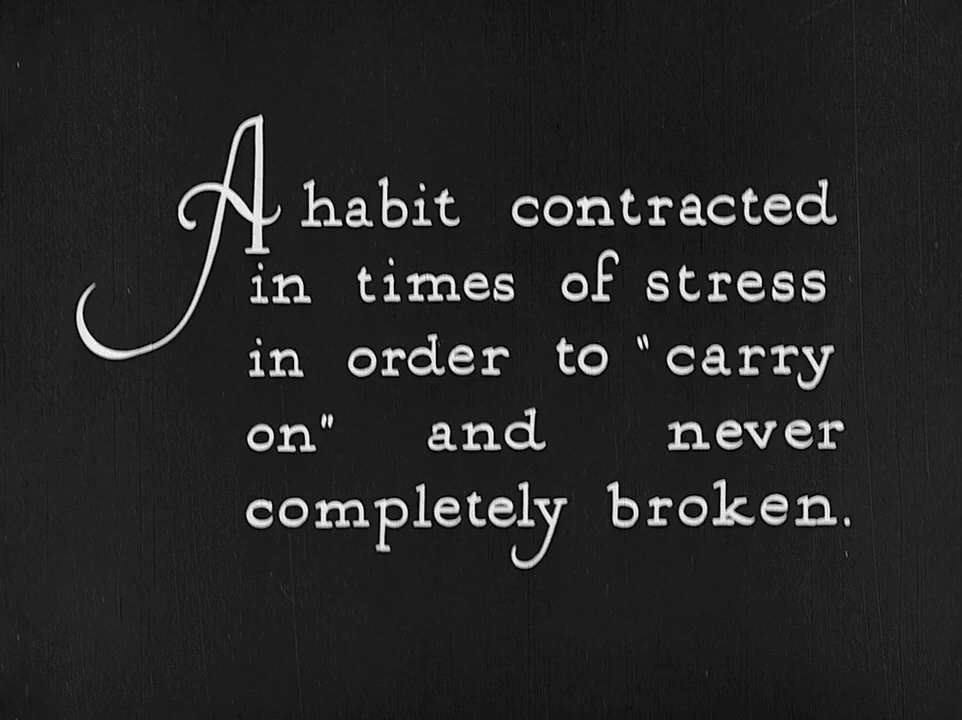 A habit contracted
in times of stress
in order to "carry
on" and never
completely broken.